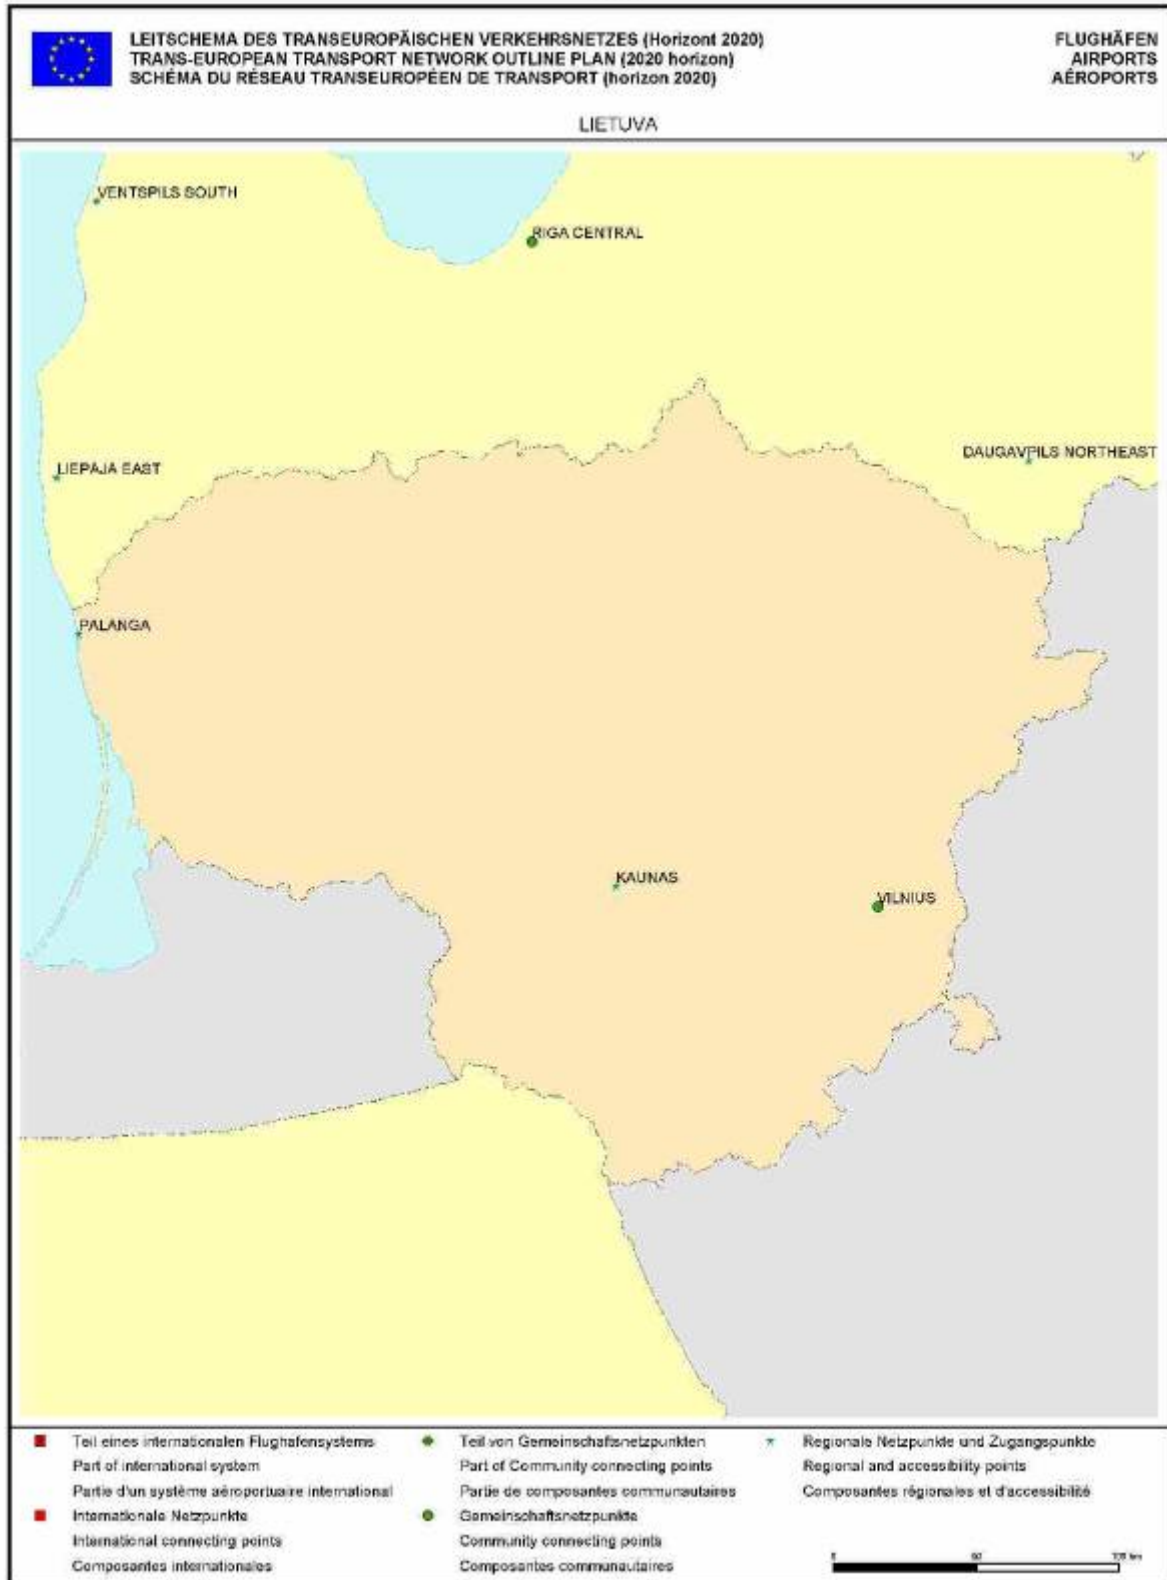 LEITSCHEMA DES TRANSEUROPÄISCHEN VERKEHRSNETZES (Horizont 2020)
TRANS-EUROPEAN TRANSPORT NETWORK OUTLINE PLAN (2020 horizon)
SCHÉMA DU RÉSEAU TRANSEUROPÉEN DE TRANSPORT (horizon 2020)
FLUGHÄFEN
AIRPORTS
AÉROPORTS
LIETUVA
VENTSPILS SOUTH
RIGA CENTRAL
LIEPAJA EAST
DAUGAVPILS NORTHEAST
PALANGA
KAUNAS
VILNIUS
Teil eines internationalen Flughafensystems
Part of international system
Partie d'un système aéroportuaire international
Internationale Netzpunkte
International connecting points
Composantes internationales
Teil von Gemeinschaftsnetzpunkten
Part of Community connecting points
Partie de composantes communautaires
Gemeinschaftsnetzpunkte
Community connecting points
Composantes communautaires
Regionale Netzpunkte und Zugangspunkte
Regional and accessibility points
Composantes régionales et d'accessibilité
0 50 100 km